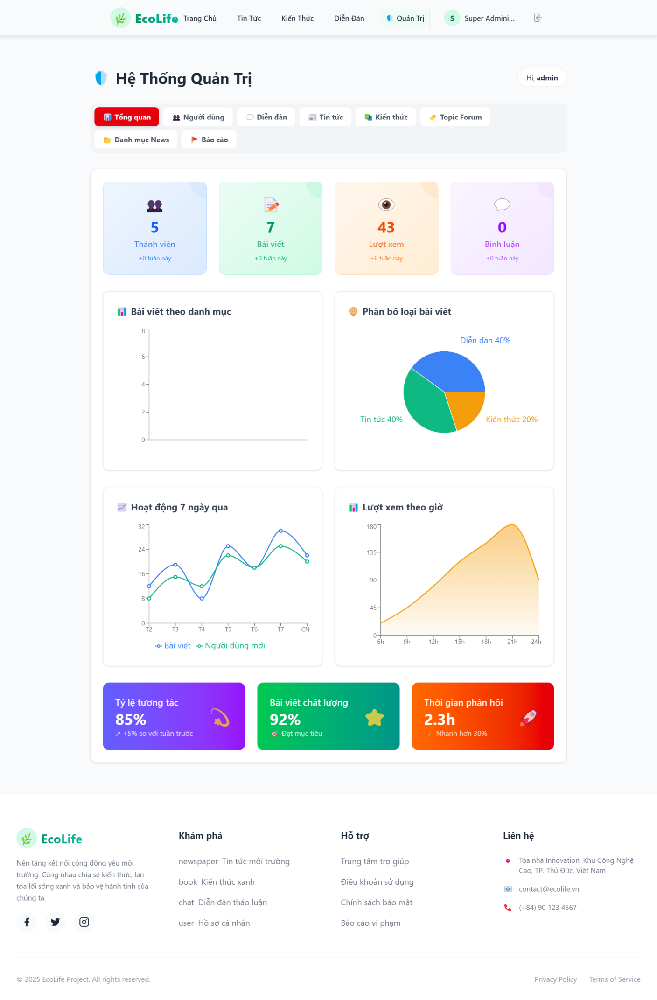 EcoLife Trang Chủ Tin Tức Kiến Thức Diễn Đàn Quản Trị S Super Admini...
Hệ Thống Quản Trị
Hi, admin
Tổng quan Người dùng Diễn đàn Tin tức Kiến thức Topic Forum
Danh mục News Báo cáo
5
Thành viên
+0 tuần này
7
Bài viết
+0 tuần này
43
Lượt xem
+6 tuần này
0
Bình luận
+0 tuần này
Bài viết theo danh mục
8
6
4
2
0
Phân bố loại bài viết
Diễn đàn 40%
Tin tức 40%
Kiến thức 20%
Hoạt động 7 ngày qua
32
24
16
8
0
T2 T3 T4 T5 T6 T7 CN
Bài viết Người dùng mới
Lượt xem theo giờ
180
135
90
45
0
6h 9h 12h 15h 18h 21h 24h
Tỷ lệ tương tác
85%
↗ +5% so với tuần trước
Bài viết chất lượng
92%
Đạt mục tiêu
Thời gian phản hồi
2.3h
Nhanh hơn 30%
EcoLife
Nền tảng kết nối cộng đồng yêu môi
trường. Cùng nhau chia sẻ kiến thức, lan
tỏa lối sống xanh và bảo vệ hành tinh của
chúng ta.
Khám phá
newspaper Tin tức môi trường
book Kiến thức xanh
chat Diễn đàn thảo luận
user Hồ sơ cá nhân
Hỗ trợ
Trung tâm trợ giúp
Điều khoản sử dụng
Chính sách bảo mật
Báo cáo vi phạm
Liên hệ
Tòa nhà Innovation, Khu Công Nghệ
Cao, TP. Thủ Đức, Việt Nam
contact@ecolife.vn
(+84) 90 123 4567
© 2025 EcoLife Project. All rights reserved.
Privacy Policy Terms of Service